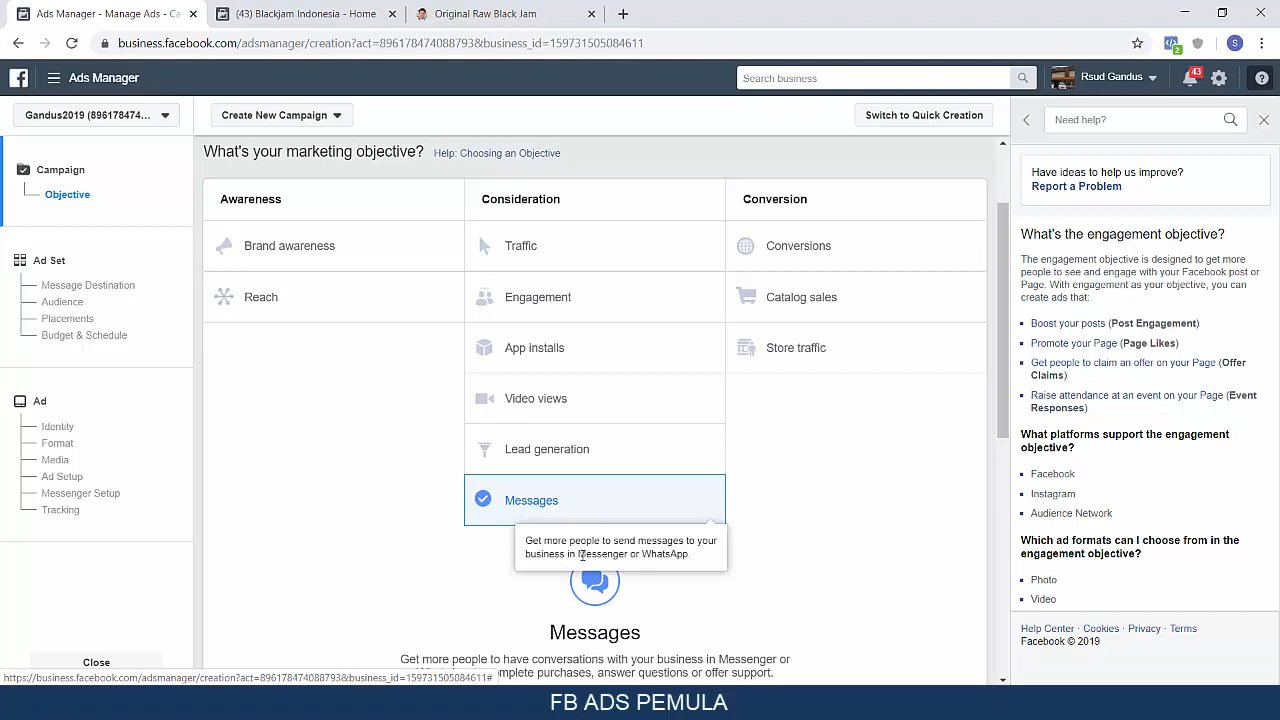 Ads Manager - Manage Ads - Ca
(43) Blackjam Indonesia - Home
Original Raw Black Jam
business.facebook.com/adsmanager/creation?act=896178474088793&business_id=159731505084611
2
S
Ads Manager
Search business
Rsud Gandus
43
Gandus2019 (896178474...
Create New Campaign
Switch to Quick Creation
Need help?
Campaign
Objective
Ad Set
Message Destination
Audience
Placements
Budget & Schedule
Ad
Identity
Format
Media
Ad Setup
Messenger Setup
Tracking
Close
What's your marketing objective? Help: Choosing an Objective
Awareness
Consideration
Conversion
Brand awareness
Traffic
Conversions
Reach
Engagement
Catalog sales
App installs
Store traffic
Video views
Lead generation
Messages
Get more people to send messages to your
business in Messenger or WhatsApp
Messages
Get more people to have conversations with your business in Messenger or
complete purchases, answer questions or offer support.
Have ideas to help us improve?
Report a Problem
What's the engagement objective?
The engagement objective is designed to get more
people to see and engage with your Facebook post or
Page. With engagement as your objective, you can
create ads that:
Boost your posts (Post Engagement)
Promote your Page (Page Likes)
Get people to claim an offer on your Page (Offer
Claims)
Raise attendance at an event on your Page (Event
Responses)
What platforms support the engagement
objective?
Facebook
Instagram
Audience Network
Which ad formats can I choose from in the
engagement objective?
Photo
Video
Help Center · Cookies · Privacy · Terms
Facebook © 2019
https://business.facebook.com/adsmanager/creation?act=896178474088793&business_id=159731505084611#
FB ADS PEMULA